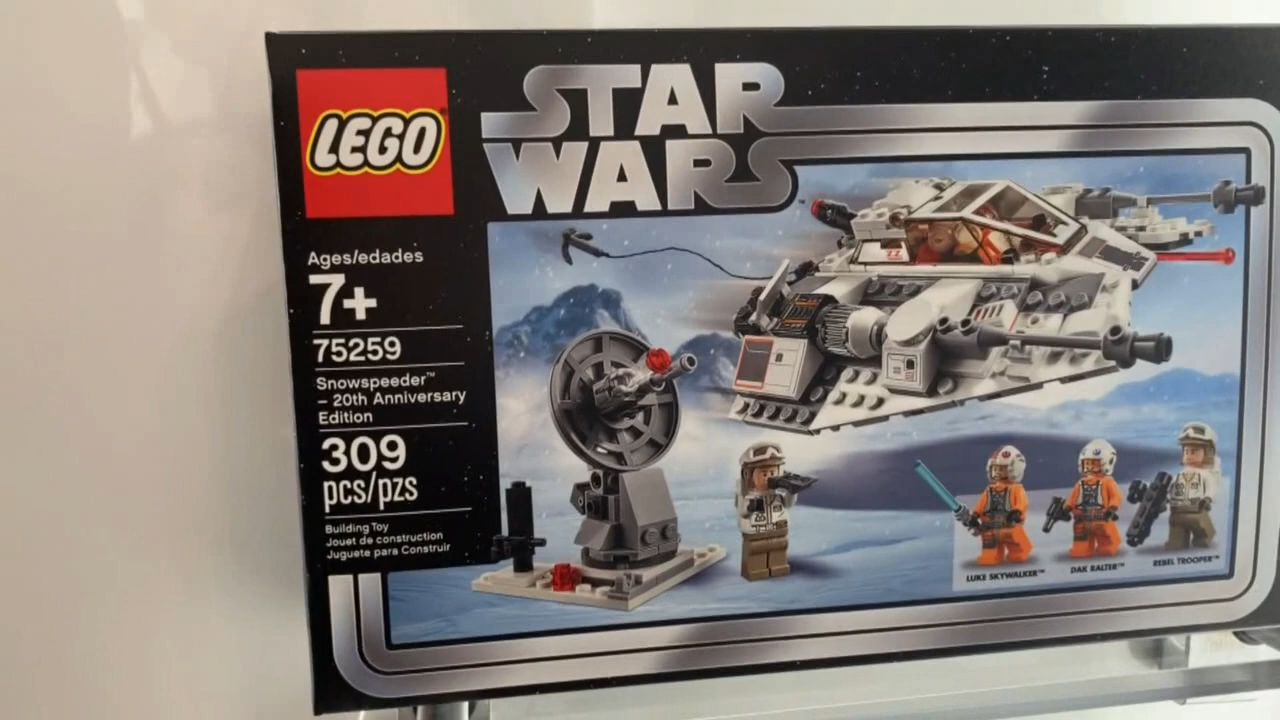 LEGO
STAR
WARS™
Ages/edades
7+
75259
Snowspeeder™
– 20th Anniversary
Edition
309
pcs/pzs
Building Toy
Jouet de construction
Juguete para Construir
LUKE SKYWALKER™
DAK RALTER™
REBEL TROOPER™